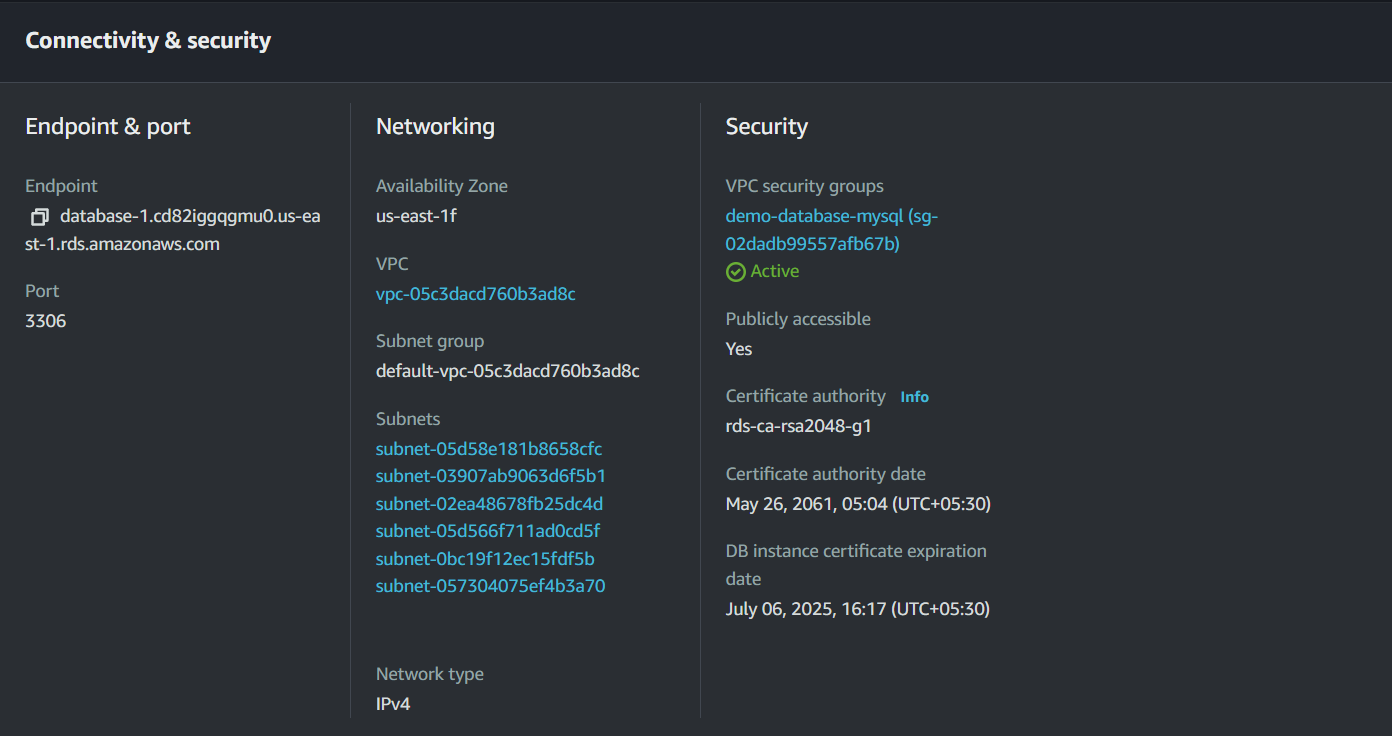 Connectivity & security
Endpoint & port
Endpoint
database-1.cd82iggqgmu0.us-ea
st-1.rds.amazonaws.com
Port
3306
Networking
Availability Zone
us-east-1f
VPC
vpc-05c3dacd760b3ad8c
Subnet group
default-vpc-05c3dacd760b3ad8c
Subnets
subnet-05d58e181b8658cfc
subnet-03907ab9063d6f5b1
subnet-02ea48678fb25dc4d
subnet-05d566f711ad0cd5f
subnet-0bc19f12ec15fdf5b
subnet-057304075ef4b3a70
Network type
IPv4
Security
VPC security groups
demo-database-mysql (sg-
02dadb99557afb67b)
Active
Publicly accessible
Yes
Certificate authority Info
rds-ca-rsa2048-g1
Certificate authority date
May 26, 2061, 05:04 (UTC+05:30)
DB instance certificate expiration
date
July 06, 2025, 16:17 (UTC+05:30)